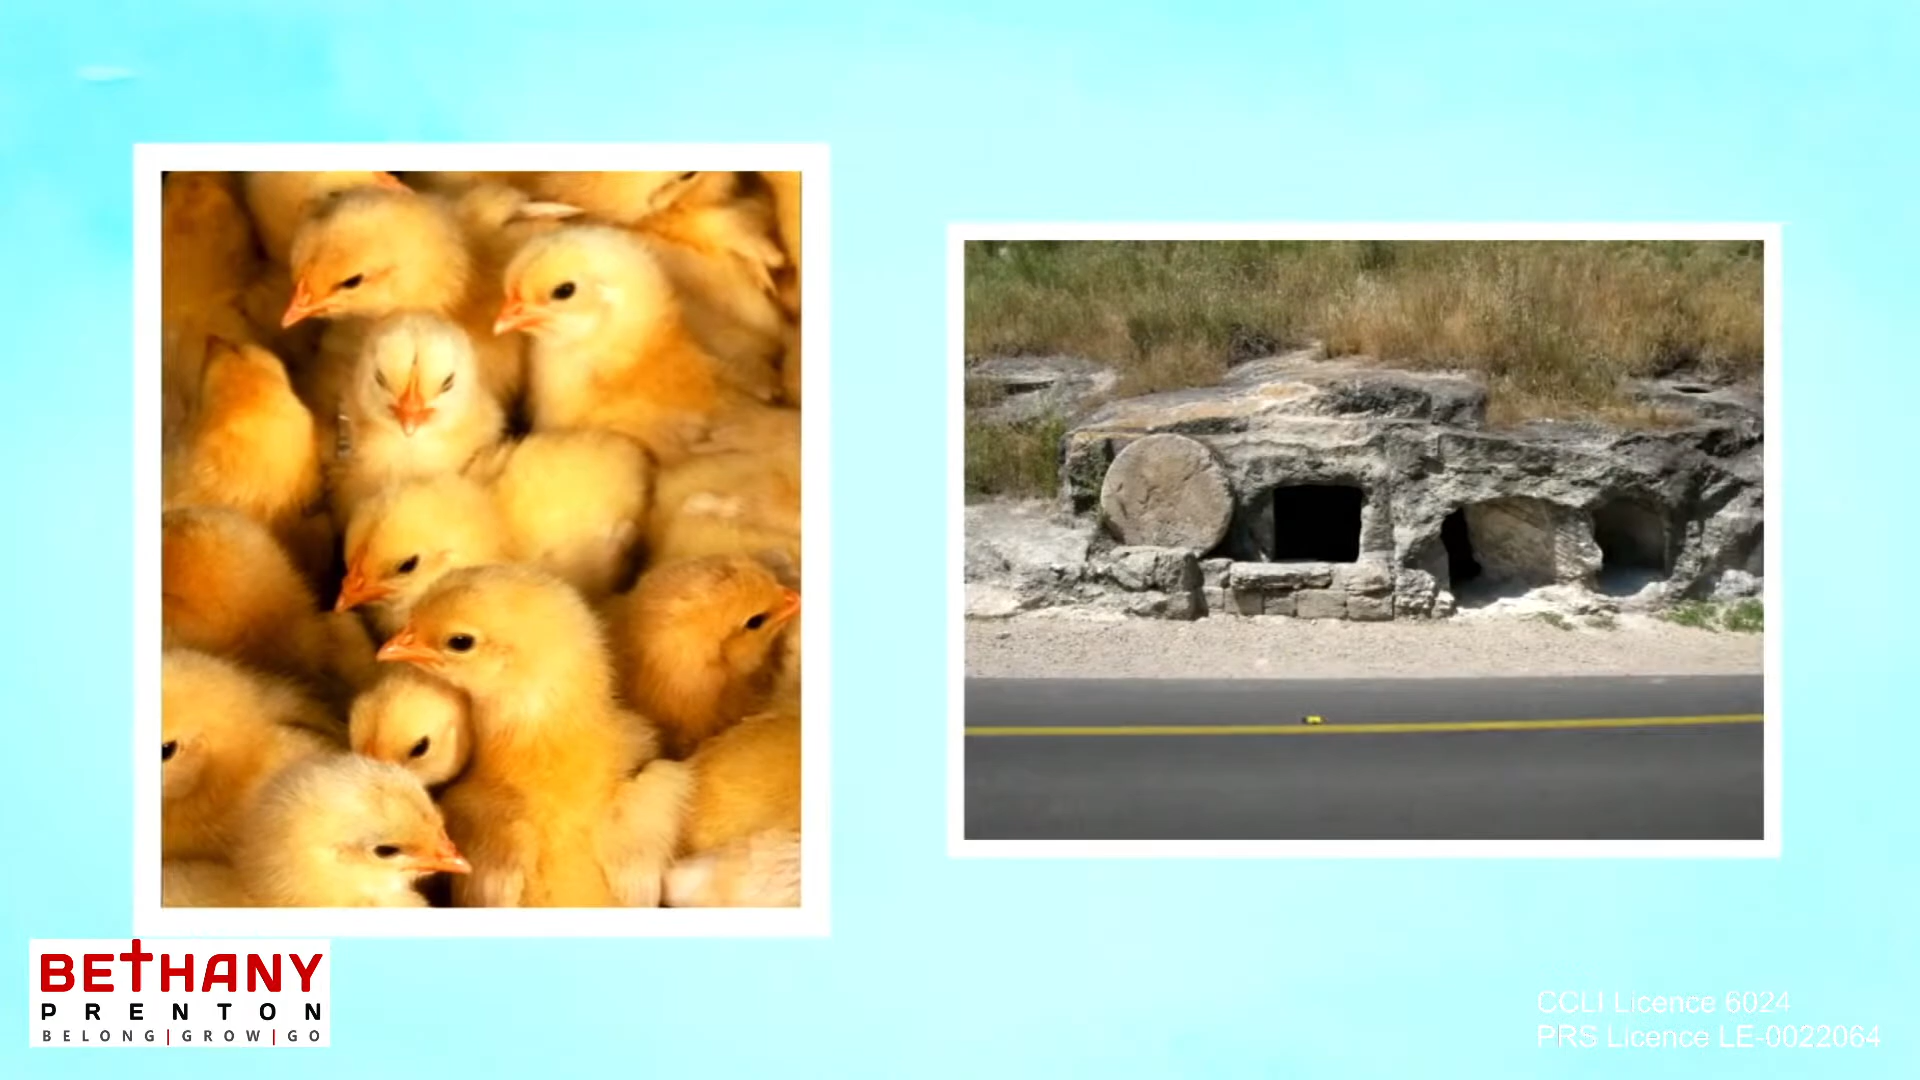 BETHANY
PRENTON
BELONG|GROW|GO
CCLI Licence 6024
PRS Licence LE-0022064